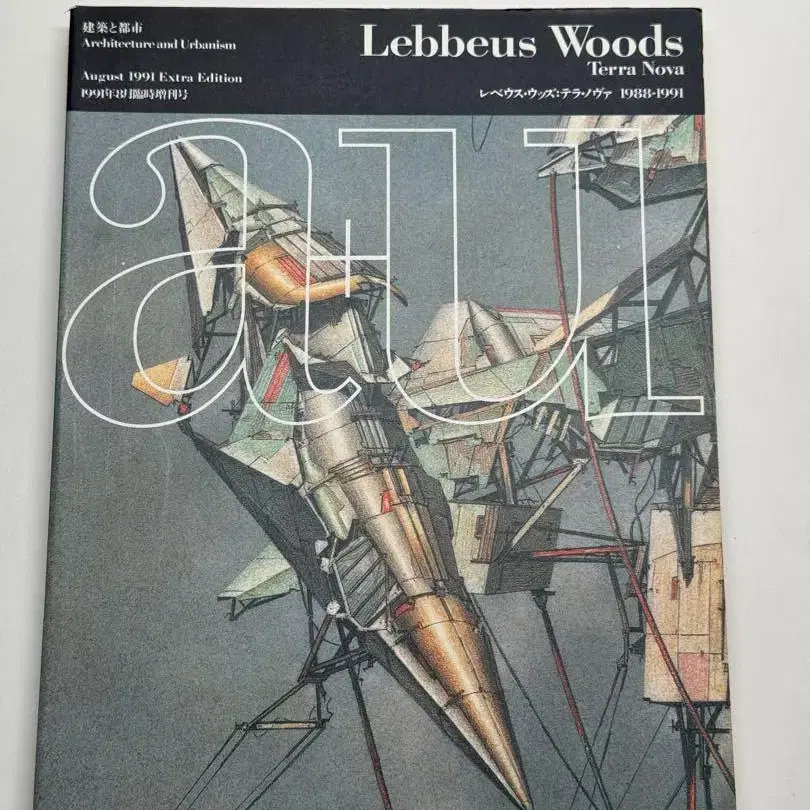 建築と都市
Architecture and Urbanism
August 1991 Extra Edition
1991年8月臨時増刊号
Lebbeus Woods
Terra Nova
レベウス・ウッズ:テラ・ノヴァ 1988-1991
a+u